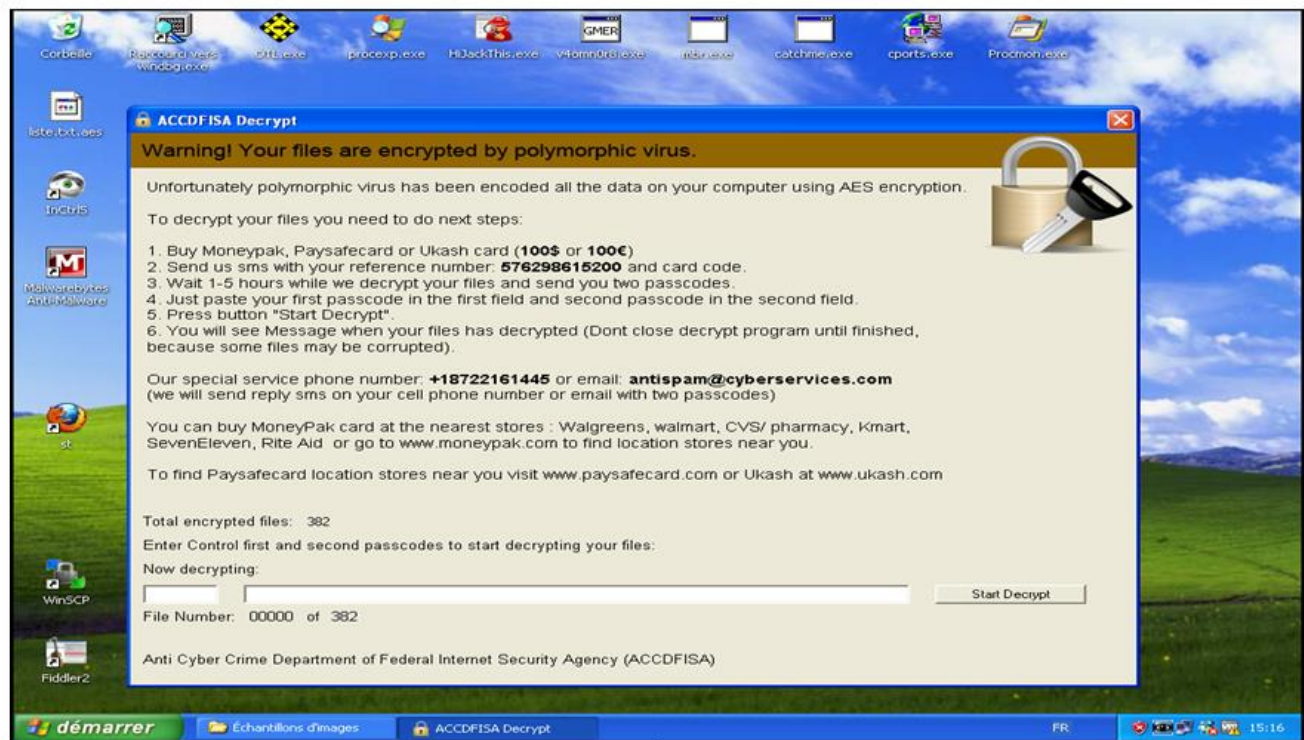 Corbeille
Raccourci vers
Windbg.exe
OTL.exe
procexp.exe
HiJackThis.exe
GMER
v4omn0r8.exe
mbr.exe
catchme.exe
cports.exe
Procmon.exe
liste.txt.aes
Malwarebytes
Anti-Malware
st
WinSCP
Fiddler2
ACCDFISA Decrypt
Warning! Your files are encrypted by polymorphic virus.
Unfortunately polymorphic virus has been encoded all the data on your computer using AES encryption.
To decrypt your files you need to do next steps:
1. Buy Moneypak, Paysafecard or Ukash card (100$ or 100€)
2. Send us sms with your reference number: 576298615200 and card code.
3. Wait 1-5 hours while we decrypt your files and send you two passcodes.
4. Just paste your first passcode in the first field and second passcode in the second field.
5. Press button "Start Decrypt".
6. You will see Message when your files has decrypted (Dont close decrypt program until finished,
because some files may be corrupted).
Our special service phone number: +18722161445 or email: antispam@cyberservices.com
(we will send reply sms on your cell phone number or email with two passcodes)
You can buy MoneyPak card at the nearest stores : Walgreens, walmart, CVS/ pharmacy, Kmart,
SevenEleven, Rite Aid or go to www.moneypak.com to find location stores near you.
To find Paysafecard location stores near you visit www.paysafecard.com or Ukash at www.ukash.com
Total encrypted files: 382
Enter Control first and second passcodes to start decrypting your files:
Now decrypting:
Start Decrypt
File Number: 00000 of 382
Anti Cyber Crime Department of Federal Internet Security Agency (ACCDFISA)
démarrer
Échantillons d'images
ACCDFISA Decrypt
FR
15:16